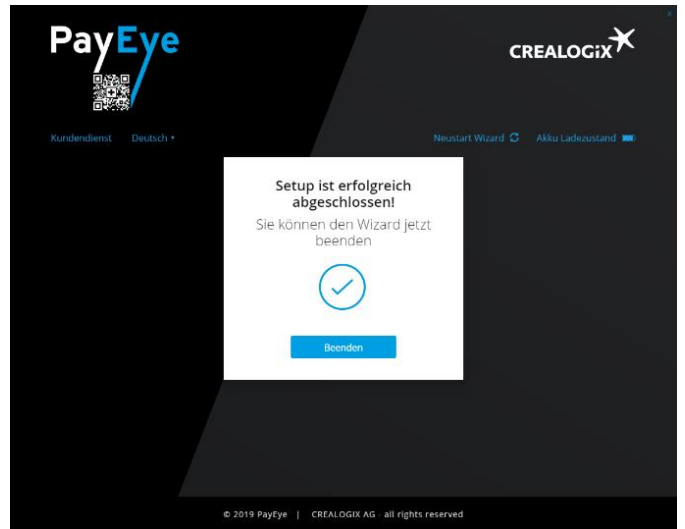 PayEye
CREALOGIX
Kundendienst Deutsch
Neustart Wizard Akku Ladezustand
Setup ist erfolgreich
abgeschlossen!
Sie können den Wizard jetzt
beenden
Beenden
© 2019 PayEye | CREALOGIX AG - all rights reserved